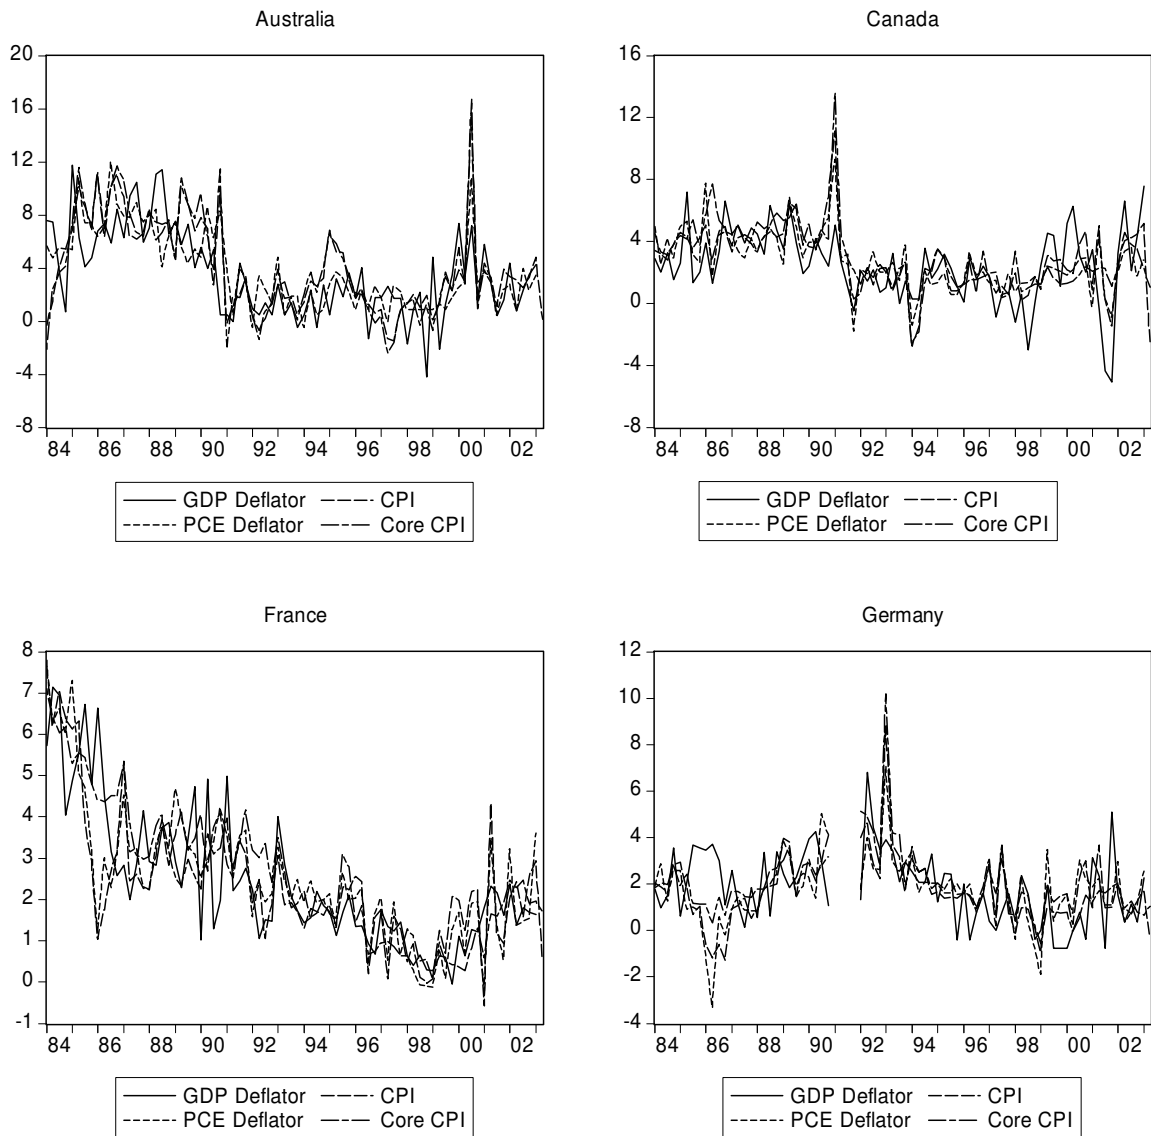 Australia
20
16
12
8
4
0
-4
-8
84 86 88 90 92 94 96 98 00 02
GDP Deflator CPI
PCE Deflator Core CPI
Canada
16
12
8
4
0
-4
-8
84 86 88 90 92 94 96 98 00 02
GDP Deflator CPI
PCE Deflator Core CPI
France
8
7
6
5
4
3
2
1
0
-1
84 86 88 90 92 94 96 98 00 02
GDP Deflator CPI
PCE Deflator Core CPI
Germany
12
10
8
6
4
2
0
-2
-4
84 86 88 90 92 94 96 98 00 02
GDP Deflator CPI
PCE Deflator Core CPI